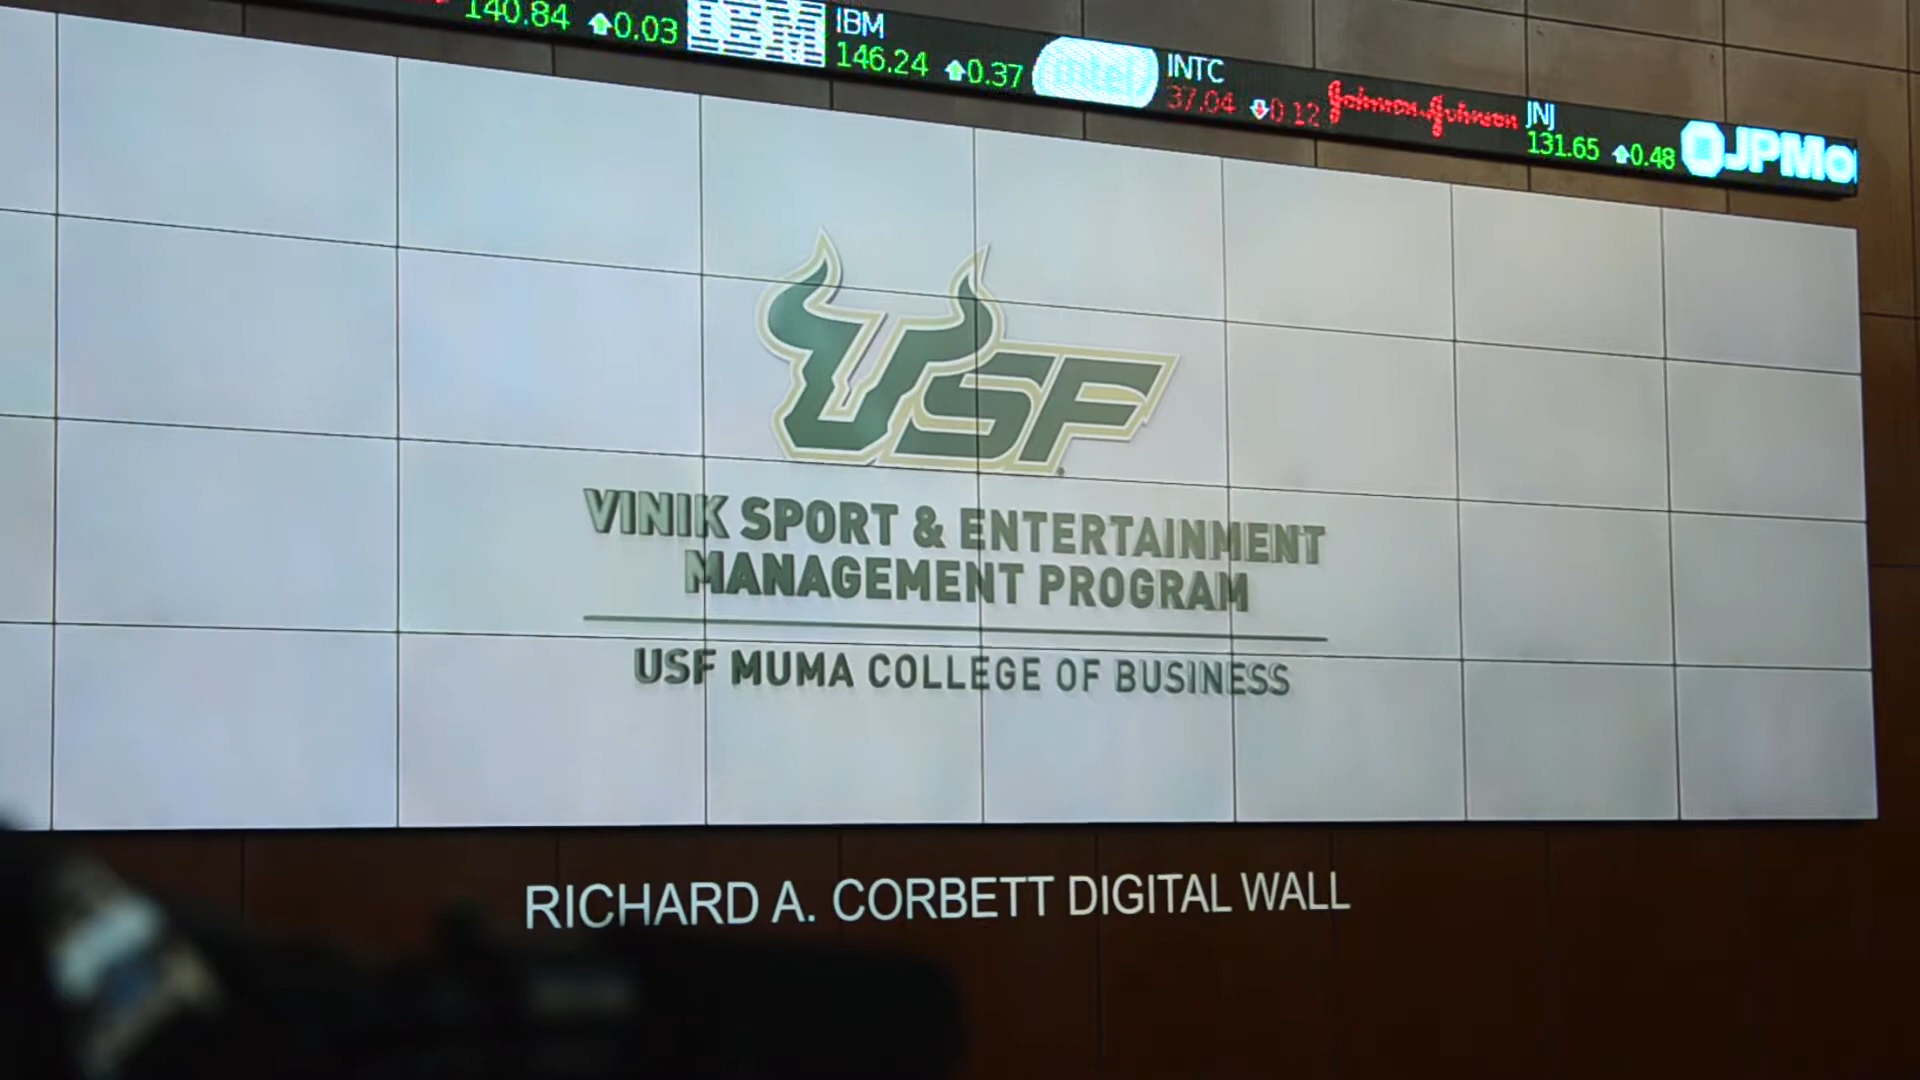 140.84 0.03 IBM IBM 146.24 0.37 intel INTC 37.04 0.12 Johnson & Johnson JNJ 131.65 0.48 JPMo
USF
VINIK SPORT & ENTERTAINMENT
MANAGEMENT PROGRAM
USF MUMA COLLEGE OF BUSINESS
RICHARD A. CORBETT DIGITAL WALL